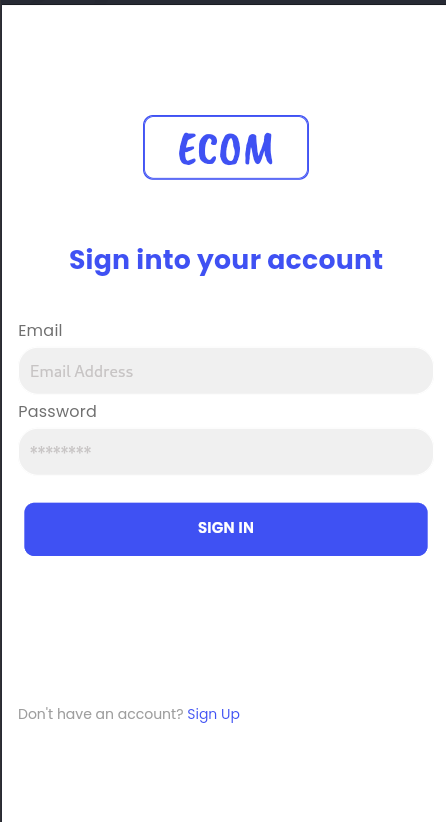 ECOM
Sign into your account
Email
Email Address
Password
********
SIGN IN
Don't have an account? Sign Up